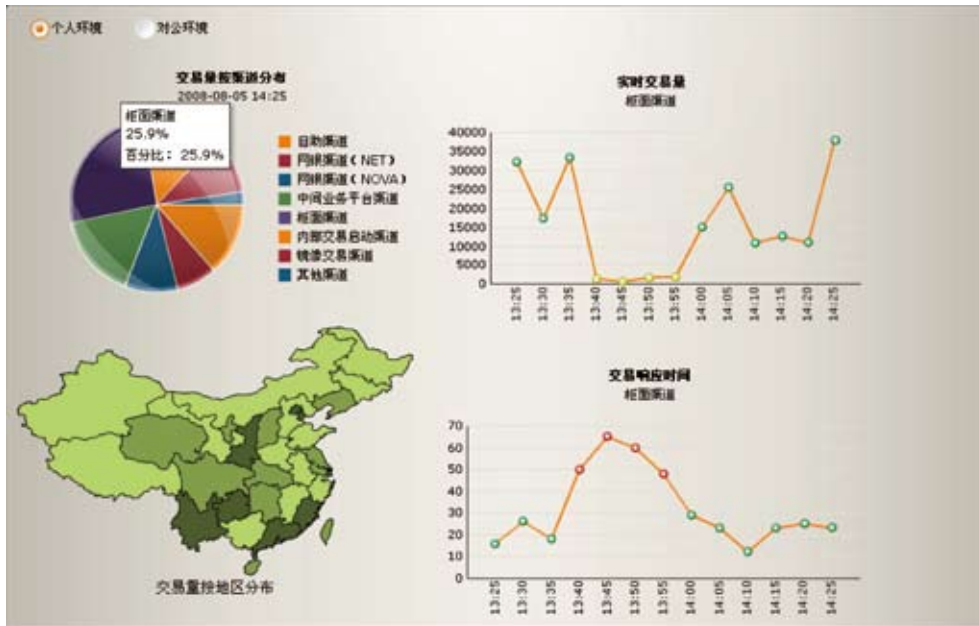 个人环境
对公环境
交易量按渠道分布
2008-08-05 14:25
柜面渠道
25.9%
百分比： 25.9%
自助渠道
网银渠道(NET)
网银渠道(NOVA)
中间业务平台渠道
柜面渠道
内部交易启动渠道
镜像交易渠道
其他渠道
交易量按地区分布
实时交易量
柜面渠道
40000
35000
30000
25000
20000
15000
10000
5000
0
13:25 13:30 13:35 13:40 13:45 13:50 13:55 14:00 14:05 14:10 14:15 14:20 14:25
交易响应时间
柜面渠道
70
60
50
40
30
20
10
0
13:25 13:30 13:35 13:40 13:45 13:50 13:55 14:00 14:05 14:10 14:15 14:20 14:25